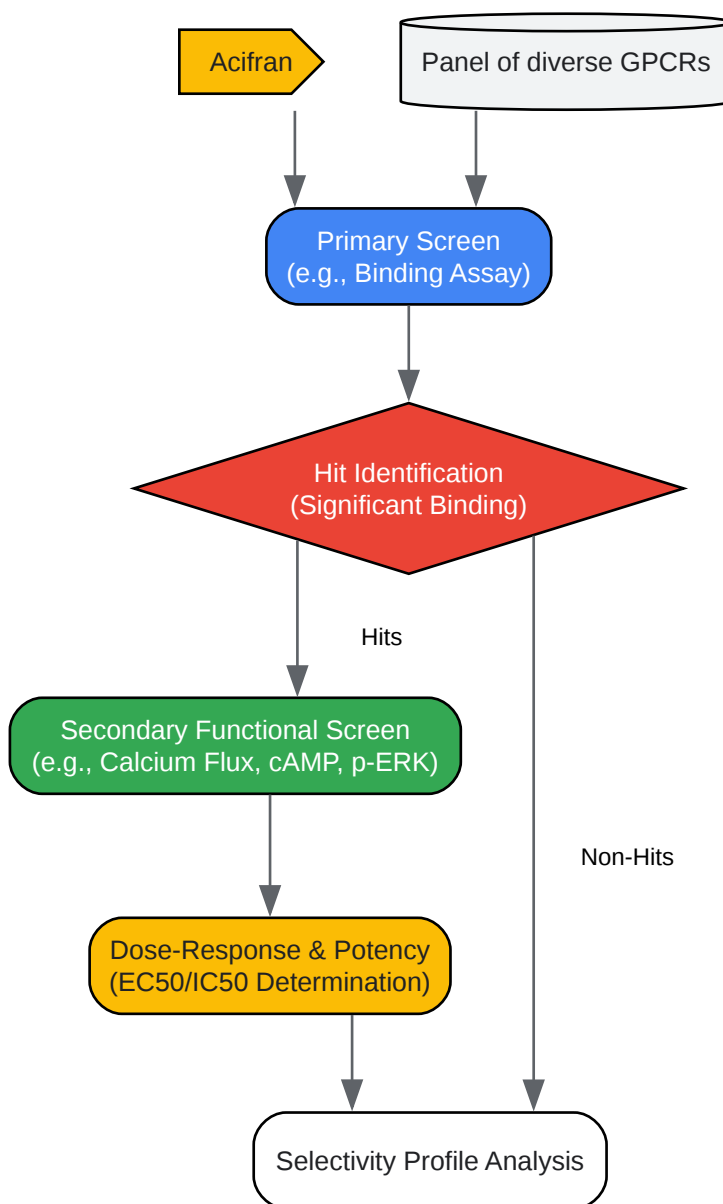 Acifran
Panel of diverse GPCRs
Primary Screen
(e.g., Binding Assay)
Hit Identification
(Significant Binding)
Hits
Secondary Functional Screen
(e.g., Calcium Flux, cAMP, p-ERK)
Non-Hits
Dose-Response & Potency
(EC50/IC50 Determination)
Selectivity Profile Analysis